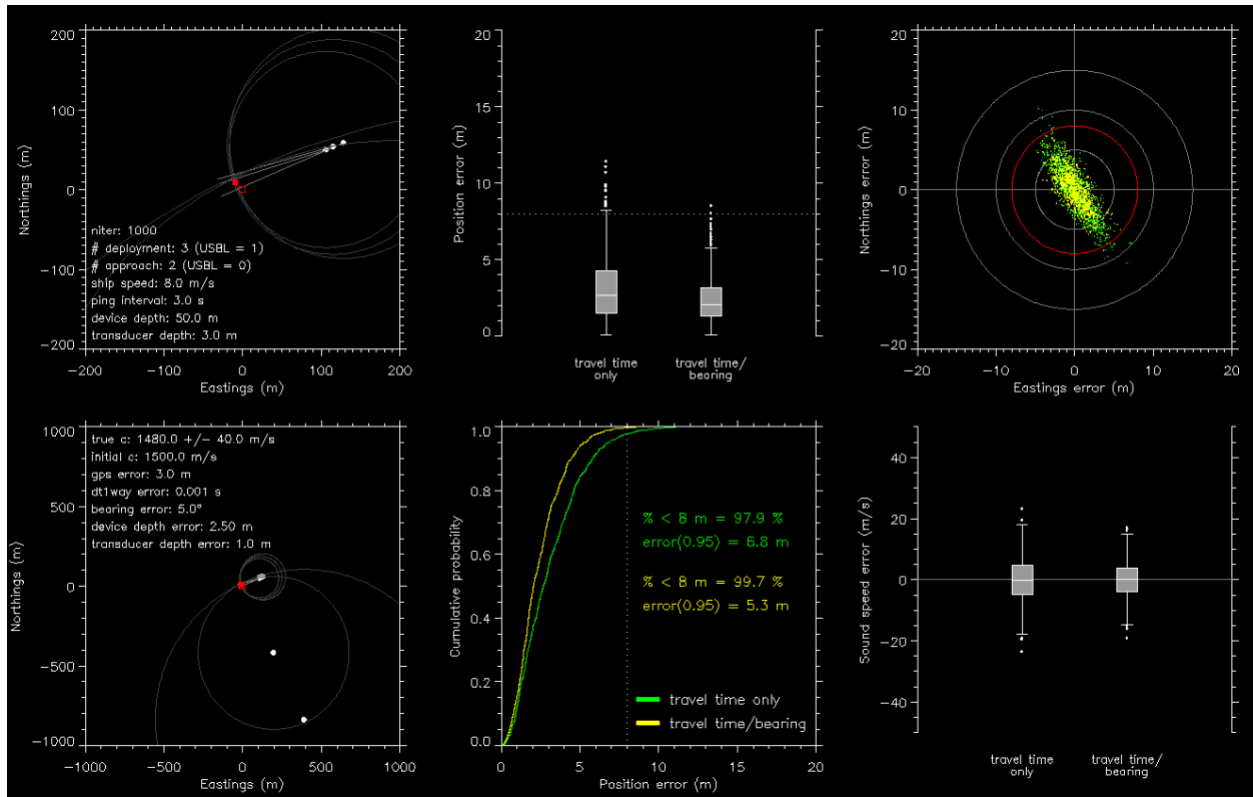 200
100
0
−100
−200
−200
−100
0
100
200
Northings (m)
Eastings (m)
niter: 1000
# deployment: 3 (USBL = 1)
# approach: 2 (USBL = 0)
ship speed: 8.0 m/s
ping interval: 3.0 s
device depth: 50.0 m
transducer depth: 3.0 m
20
15
10
5
0
Position error (m)
travel time
only
travel time/
bearing
20
10
0
−10
−20
−20
−10
0
10
20
Northings error (m)
Eastings error (m)
1000
500
0
−500
−1000
−1000
−500
0
500
1000
Northings (m)
Eastings (m)
true c: 1480.0 +/− 40.0 m/s
initial c: 1500.0 m/s
gps error: 3.0 m
dt1way error: 0.001 s
bearing error: 5.0°
device depth error: 2.50 m
transducer depth error: 1.0 m
1.0
0.8
0.6
0.4
0.2
0.0
0
5
10
15
20
Cumulative probability
Position error (m)
% < 8 m = 97.9 %
error(0.95) = 6.8 m
% < 8 m = 99.7 %
error(0.95) = 5.3 m
travel time only
travel time/bearing
40
20
0
−20
−40
Sound speed error (m/s)
travel time
only
travel time/
bearing